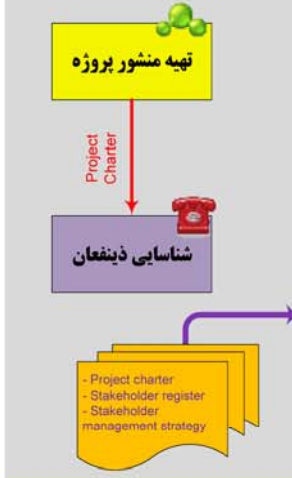 تهیه منشور پروژه
Project
Charter
شناسایی ذینفعان
- Project charter
- Stakeholder register
- Stakeholder
management strategy